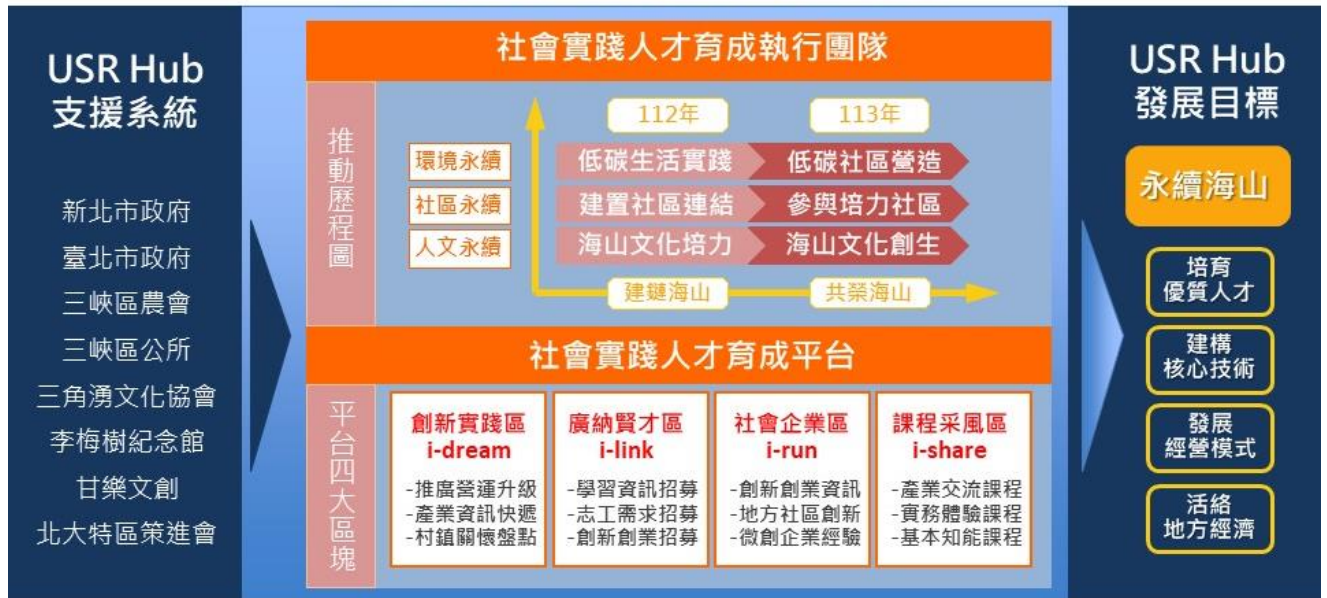 USR Hub
支援系統
新北市政府
臺北市政府
三峽區農會
三峽區公所
三角湧文化協會
李梅樹紀念館
甘樂文創
北大特區策進會
社會實踐人才育成執行團隊
推動歷程圖
112年
113年
環境永續
低碳生活實踐
低碳社區營造
社區永續
建置社區連結
參與培力社區
人文永續
海山文化培力
海山文化創生
建鏈海山
共榮海山
社會實踐人才育成平台
平台四大區塊
創新實踐區
i-dream
-推廣營運升級
-產業資訊快遞
-村鎮關懷盤點
廣納賢才區
i-link
-學習資訊招募
-志工需求招募
-創新創業招募
社會企業區
i-run
-創新創業資訊
-地方社區創新
-微創企業經驗
課程采風區
i-share
-產業交流課程
-實務體驗課程
-基本知能課程
USR Hub
發展目標
永續海山
培育
優質人才
建構
核心技術
發展
經營模式
活絡
地方經濟